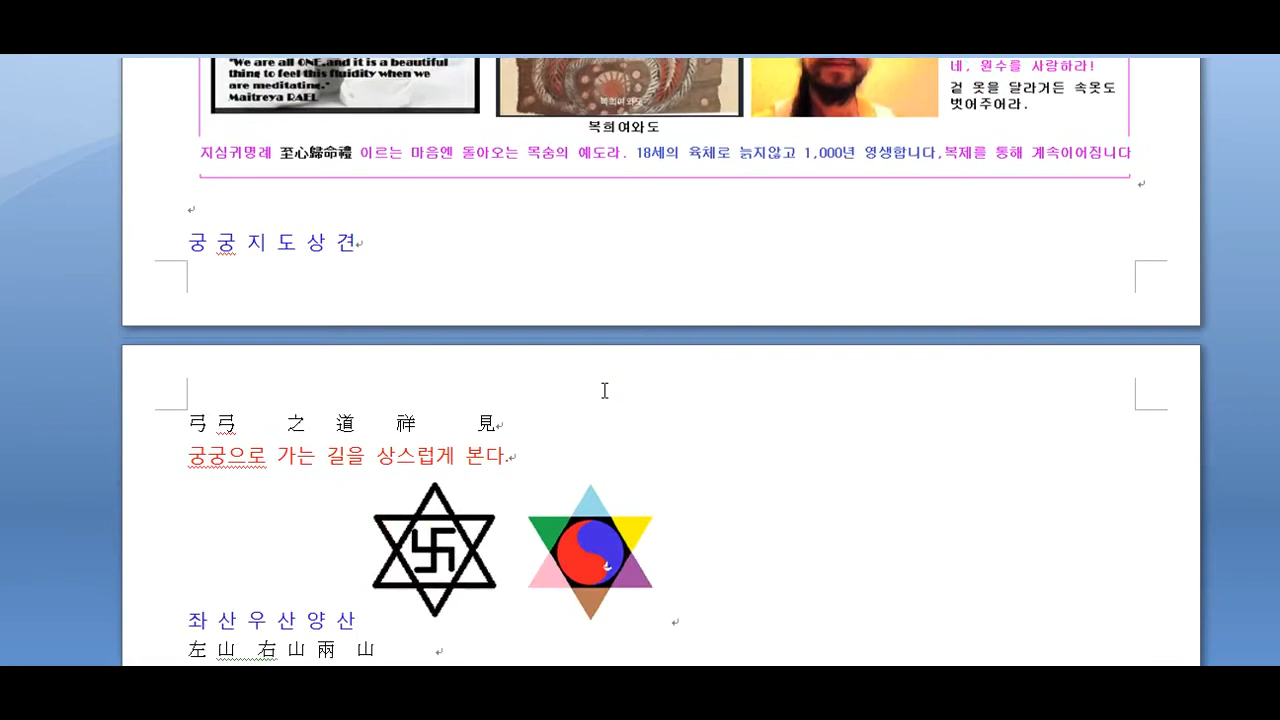 "We are all ONE,and it is a beautiful
thing to feel this fluidity when we
are meditating."
Maitreya RAEL
복희여와도
복희여와도
네, 원수를 사랑하라!
겉 옷을 달라거든 속옷도
벗어주어라.
지심귀명례 至心歸命禮 이르는 마음엔 돌아오는 목숨의 예도라. 18세의 육체로 늙지않고 1,000년 영생합니다,복제를 통해 계속이어짐니다
궁 궁 지 도 상 견
弓 弓 之 道 祥 見
궁궁으로 가는 길을 상스럽게 본다.
좌 산 우 산 양 산
左 山 右 山 兩 山